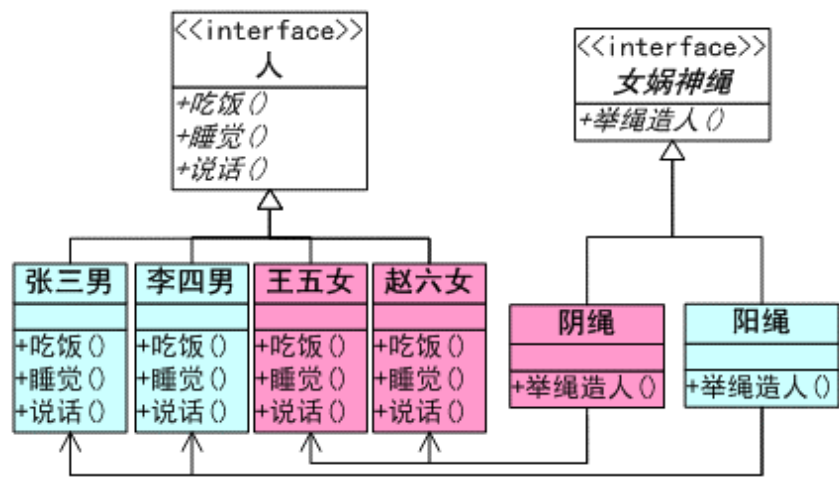 <<interface>>
人
+吃饭()
+睡觉()
+说话()
<<interface>>
女娲神绳
+举绳造人()
张三男
+吃饭()
+睡觉()
+说话()
李四男
+吃饭()
+睡觉()
+说话()
王五女
+吃饭()
+睡觉()
+说话()
赵六女
+吃饭()
+睡觉()
+说话()
阴绳
+举绳造人()
阳绳
+举绳造人()